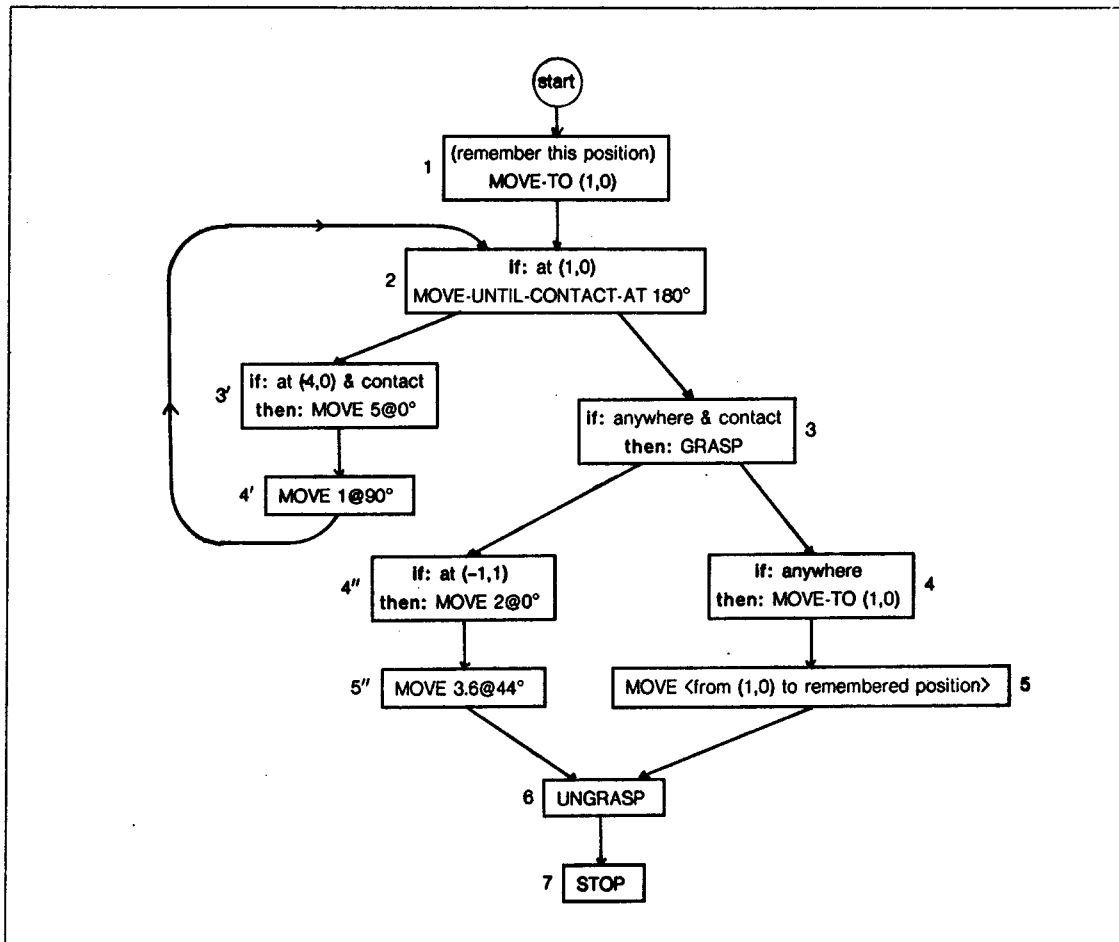 start
(remember this position)
1
MOVE-TO (1,0)
if: at (1,0)
2
MOVE-UNTIL-CONTACT-AT 180°
if: at (-4,0) & contact
3′
then: MOVE 5@0°
if: anywhere & contact
3
then: GRASP
4′
MOVE 1@90°
if: at (-1,1)
4″
then: MOVE 2@0°
if: anywhere
4
then: MOVE-TO (1,0)
5″
MOVE 3.6@44°
MOVE <from (1,0) to remembered position>
5
6
UNGRASP
7
STOP